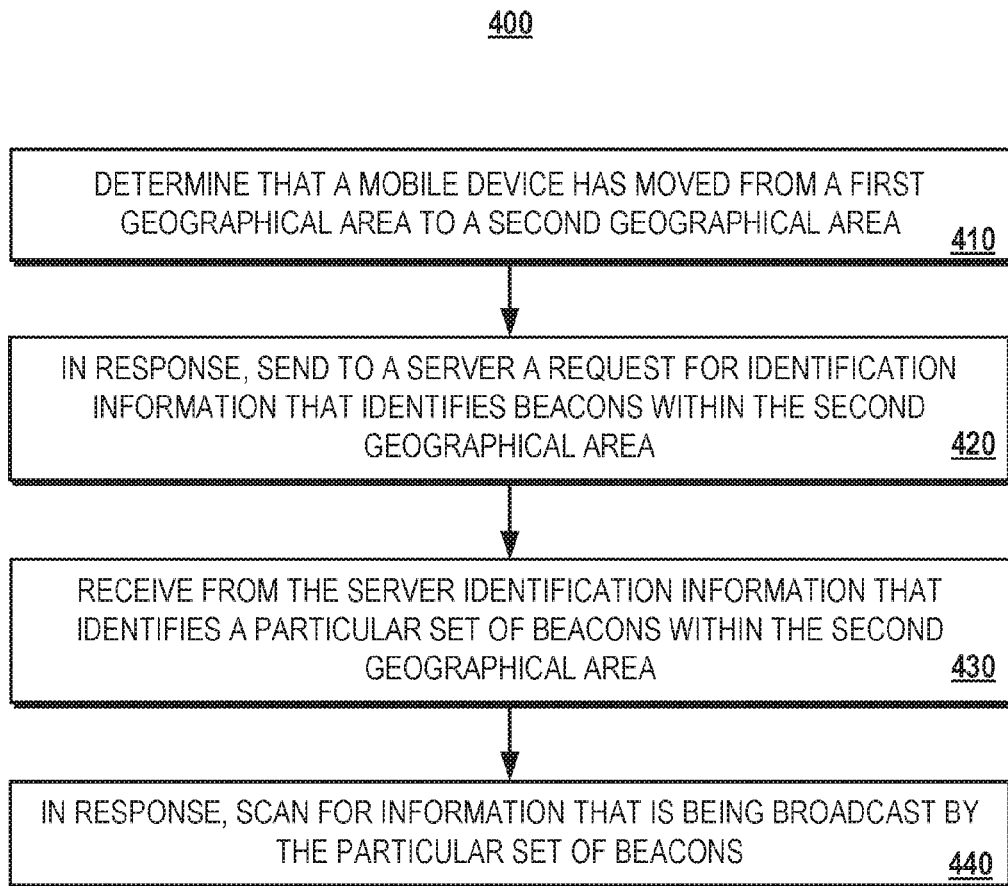 400
DETERMINE THAT A MOBILE DEVICE HAS MOVED FROM A FIRST
GEOGRAPHICAL AREA TO A SECOND GEOGRAPHICAL AREA
410
IN RESPONSE, SEND TO A SERVER A REQUEST FOR IDENTIFICATION
INFORMATION THAT IDENTIFIES BEACONS WITHIN THE SECOND
GEOGRAPHICAL AREA
420
RECEIVE FROM THE SERVER IDENTIFICATION INFORMATION THAT
IDENTIFIES A PARTICULAR SET OF BEACONS WITHIN THE SECOND
GEOGRAPHICAL AREA
430
IN RESPONSE, SCAN FOR INFORMATION THAT IS BEING BROADCAST BY
THE PARTICULAR SET OF BEACONS
440